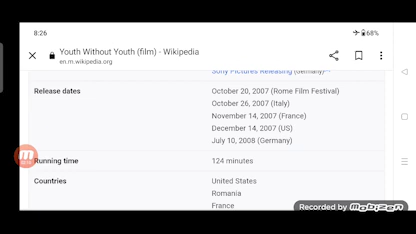 8:26
68%
Youth Without Youth (film) - Wikipedia
en.m.wikipedia.org
Sony Pictures Releasing (Germany)
Release dates
October 20, 2007 (Rome Film Festival)
October 26, 2007 (Italy)
November 14, 2007 (France)
December 14, 2007 (US)
July 10, 2008 (Germany)
Running time
124 minutes
Countries
United States
Romania
France
Recorded by Mobizen